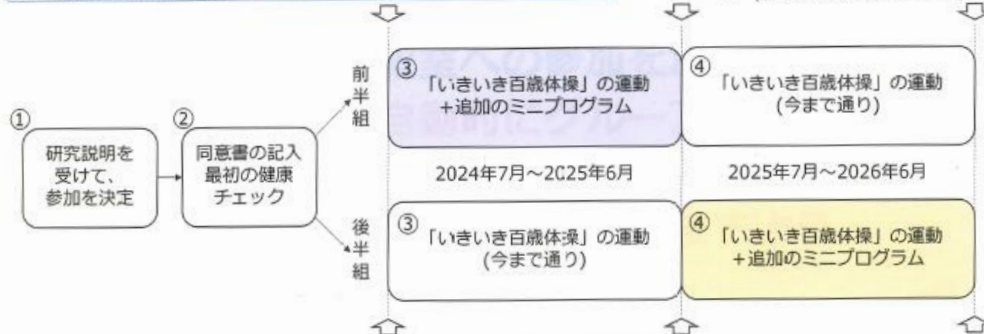 ①
研究説明を
受けて、
参加を決定
②
同意書の記入
最初の健康
チェック
前半組
③
「いきいき百歳体操」の運動
+追加のミニプログラム
④
「いきいき百歳体操」の運動
(今まで通り)
2024年7月～2025年6月
2025年7月～2026年6月
後半組
③
「いきいき百歳体操」の運動
(今まで通り)
④
「いきいき百歳体操」の運動
+追加のミニプログラム